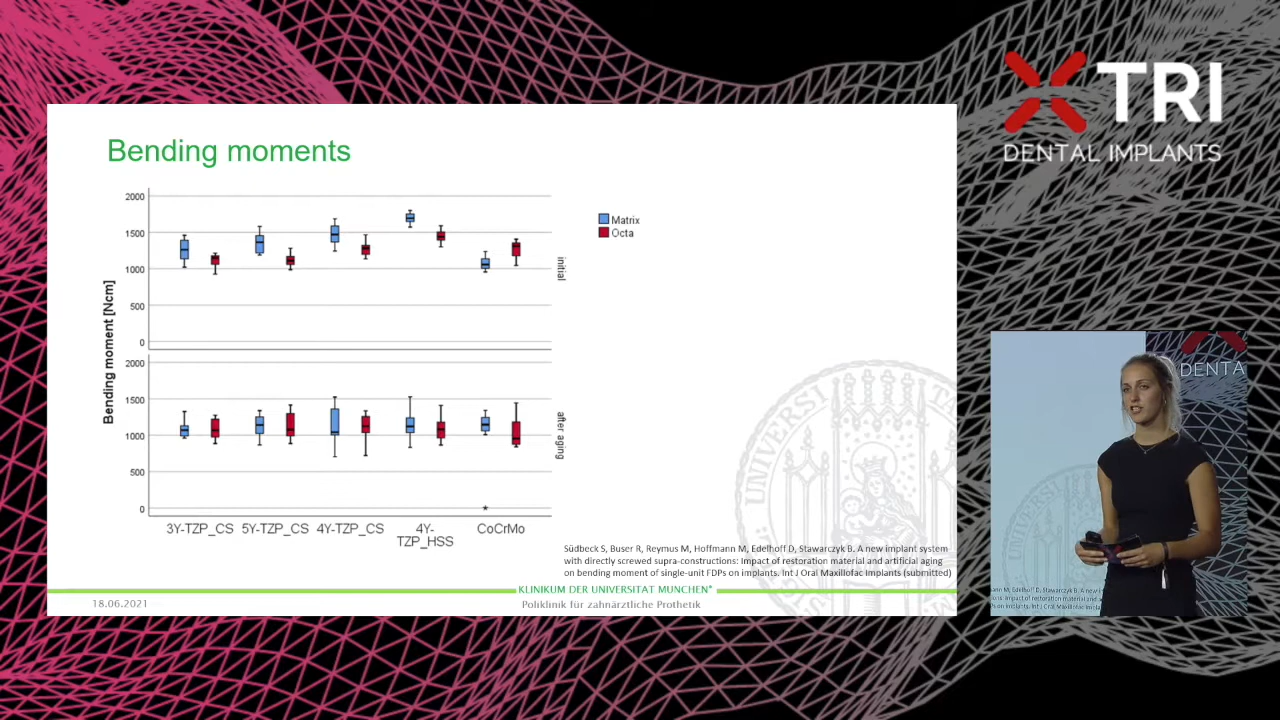 TRI
DENTAL IMPLANTS
Bending moments
Matrix
Octa
Bending moment [Ncm]
2000
1500
1000
500
0
initial
2000
1500
1000
500
0
after aging
*
3Y-TZP_CS 5Y-TZP_CS 4Y-TZP_CS 4Y- CoCrMo
TZP_HSS
Südbeck S, Buser R, Reymus M, Hoffmann M, Edelhoff D, Stawarczyk B. A new implant system
with directly screwed supra-constructions: Impact of restoration material and artificial aging
on bending moment of single-unit FDPs on implants. Int J Oral Maxillofac Implants (submitted)
KLINIKUM DER UNIVERSITÄT MÜNCHEN®
18.06.2021
Poliklinik für zahnärztliche Prothetik
DENTA